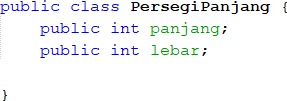 public class PersegiPanjang {
    public int panjang;
    public int lebar;
}